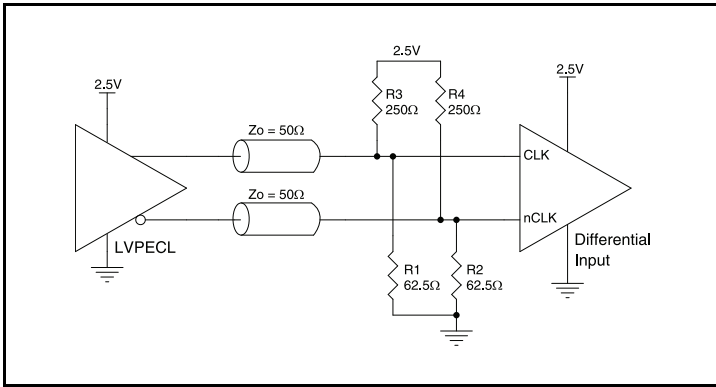 2.5V
2.5V
2.5V
R3
250Ω
R4
250Ω
Zo = 50Ω
CLK
Zo = 50Ω
nCLK
LVPECL
Differential
Input
R1
62.5Ω
R2
62.5Ω